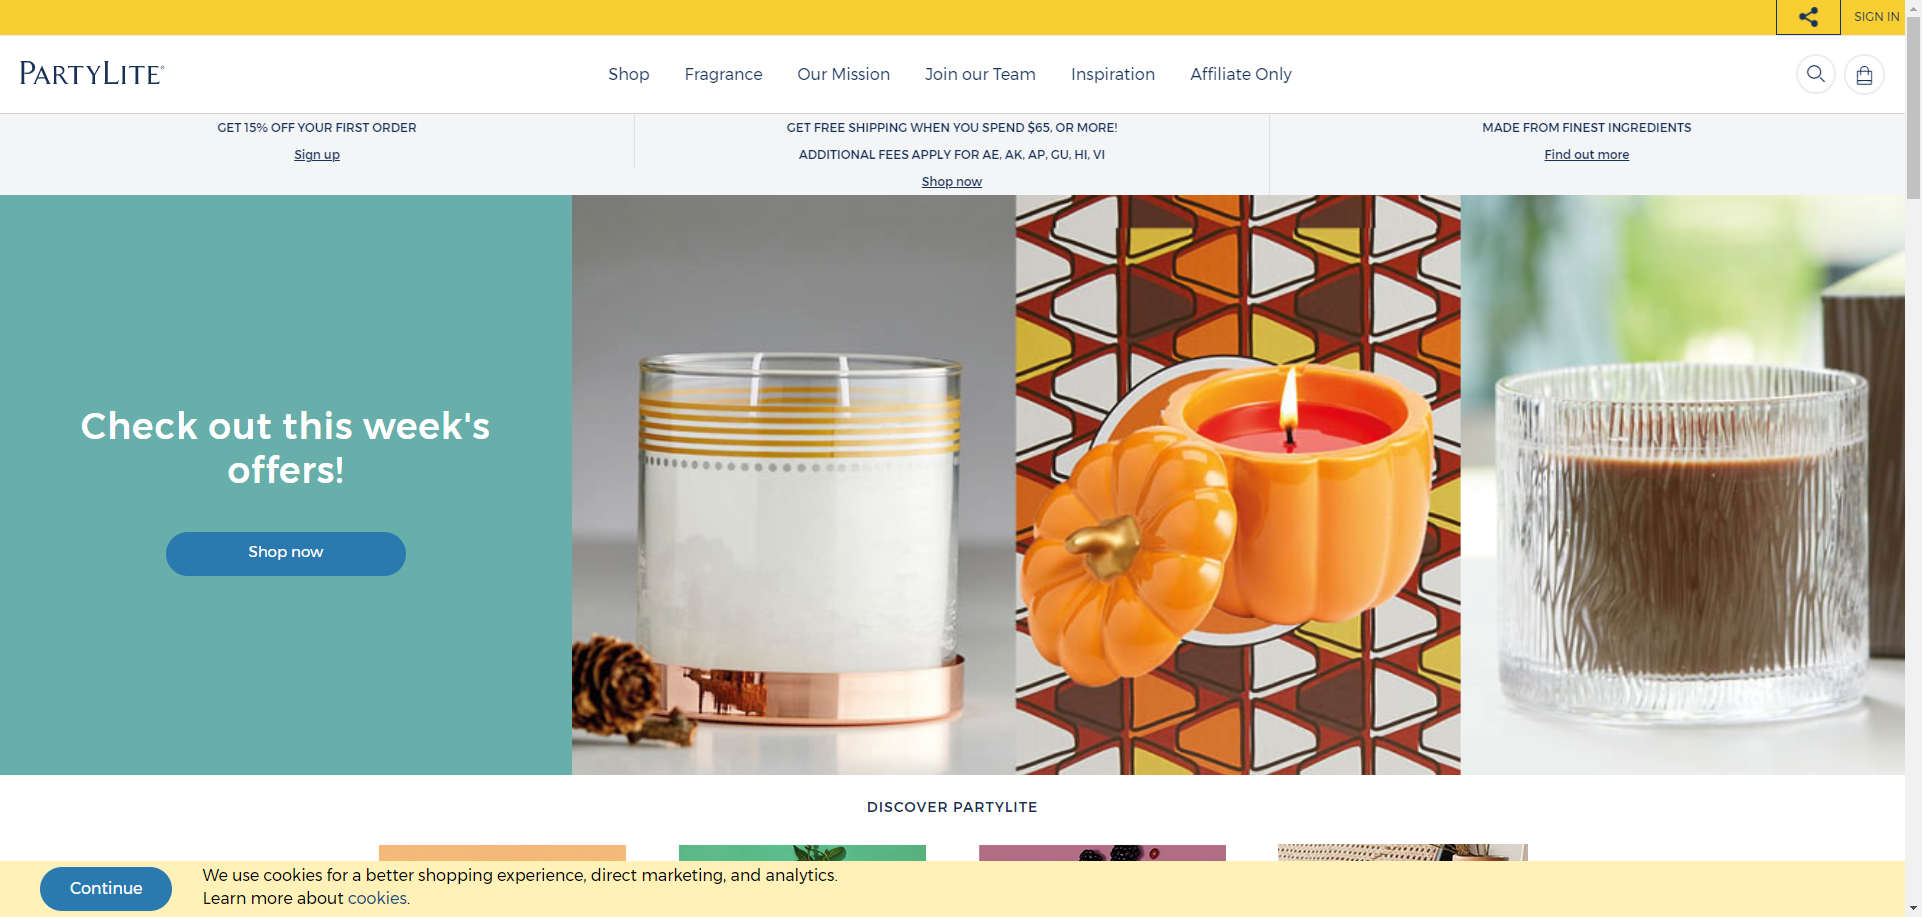 SIGN IN
PARTYLITE®
Shop
Fragrance
Our Mission
Join our Team
Inspiration
Affiliate Only
GET 15% OFF YOUR FIRST ORDER
Sign up
GET FREE SHIPPING WHEN YOU SPEND $65, OR MORE!
ADDITIONAL FEES APPLY FOR AE, AK, AP, GU, HI, VI
Shop now
MADE FROM FINEST INGREDIENTS
Find out more
Check out this week's
offers!
Shop now
DISCOVER PARTYLITE
Continue
We use cookies for a better shopping experience, direct marketing, and analytics.
Learn more about cookies.